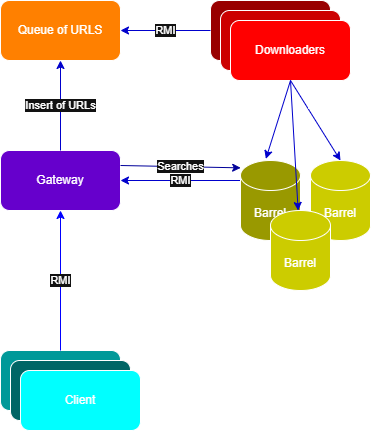 Queue of URLS
RMI
Downloaders
Insert of URLs
Gateway
Searches
RMI
Barrel
Barrel
Barrel
RMI
Client